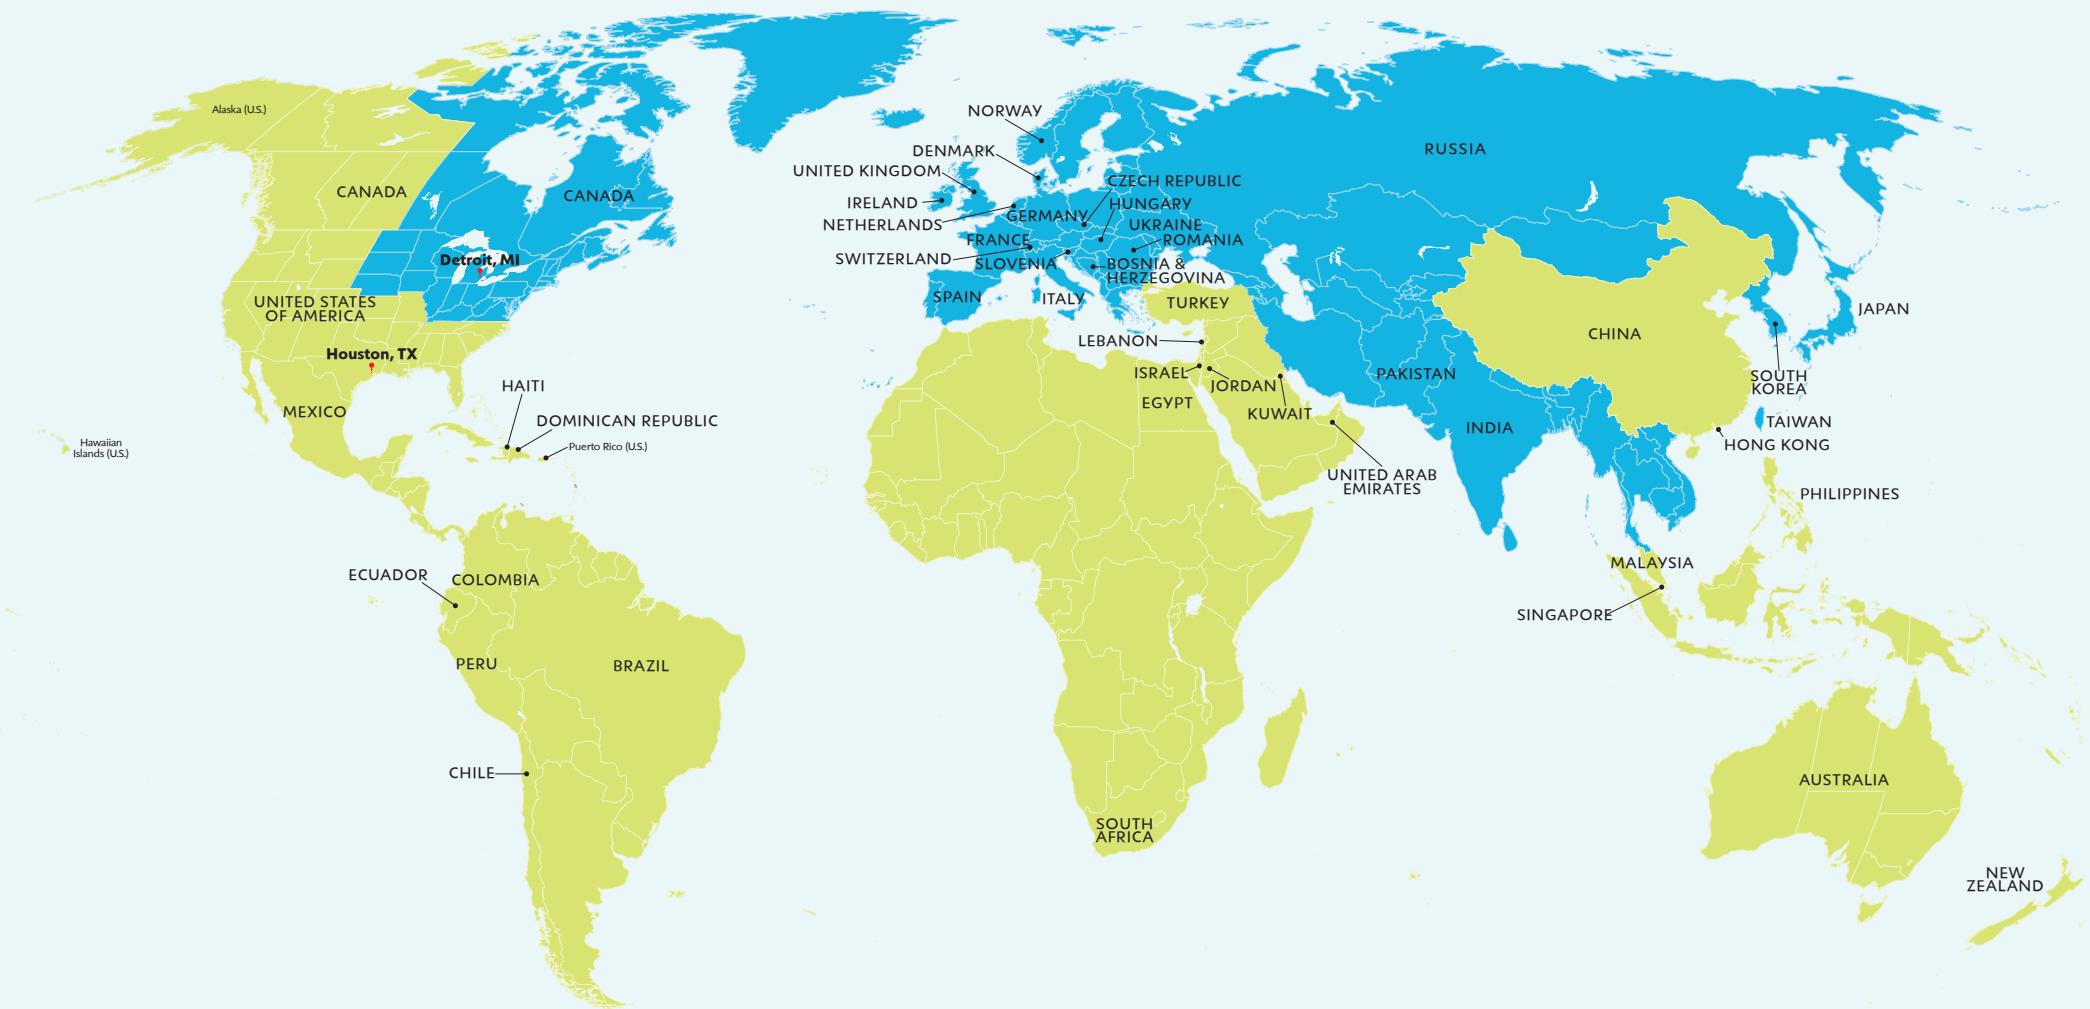 Alaska (U.S.)
CANADA
CANADA
Detroit, MI
UNITED STATES
OF AMERICA
Houston, TX
MEXICO
Hawaiian
Islands (U.S.)
HAITI
DOMINICAN REPUBLIC
Puerto Rico (U.S.)
ECUADOR
COLOMBIA
PERU
BRAZIL
CHILE
NORWAY
DENMARK
UNITED KINGDOM
IRELAND
NETHERLANDS
GERMANY
CZECH REPUBLIC
HUNGARY
UKRAINE
ROMANIA
FRANCE
SWITZERLAND
SLOVENIA
BOSNIA &
HERZEGOVINA
SPAIN
ITALY
TURKEY
LEBANON
ISRAEL
JORDAN
EGYPT
KUWAIT
UNITED ARAB
EMIRATES
SOUTH
AFRICA
RUSSIA
CHINA
PAKISTAN
INDIA
JAPAN
SOUTH
KOREA
TAIWAN
HONG KONG
PHILIPPINES
MALAYSIA
SINGAPORE
AUSTRALIA
NEW
ZEALAND